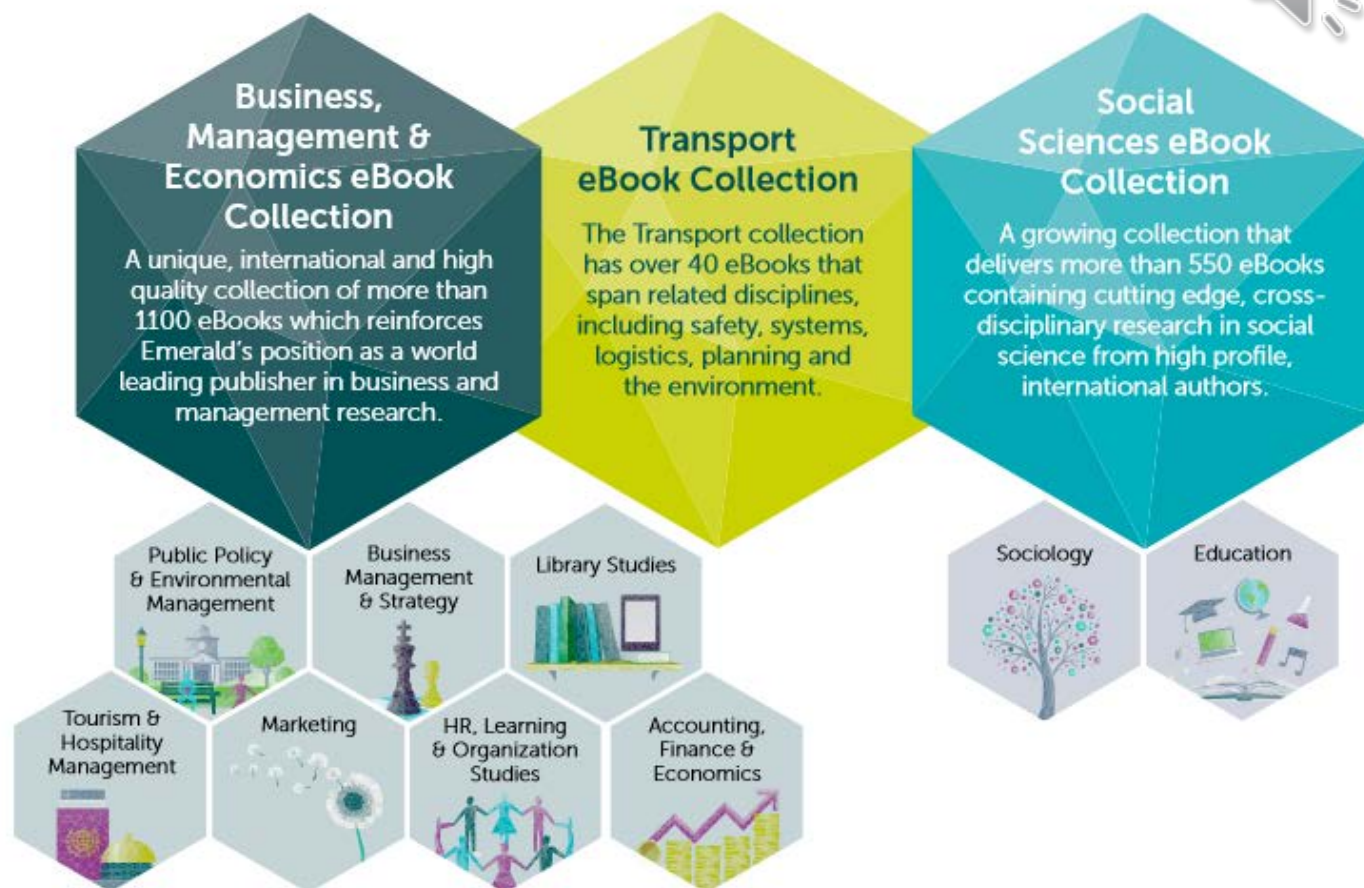 Business,
Management &
Economics eBook
Collection
A unique, international and high
quality collection of more than
1100 eBooks which reinforces
Emerald's position as a world
leading publisher in business and
management research.
Transport
eBook Collection
The Transport collection
has over 40 eBooks that
span related disciplines,
including safety, systems,
logistics, planning and
the environment.
Social
Sciences eBook
Collection
A growing collection that
delivers more than 550 eBooks
containing cutting edge, cross-
disciplinary research in social
science from high profile,
international authors.
Public Policy
& Environmental
Management
Business
Management
& Strategy
Library Studies
Sociology
Education
Tourism &
Hospitality
Management
Marketing
HR, Learning
& Organization
Studies
Accounting,
Finance &
Economics